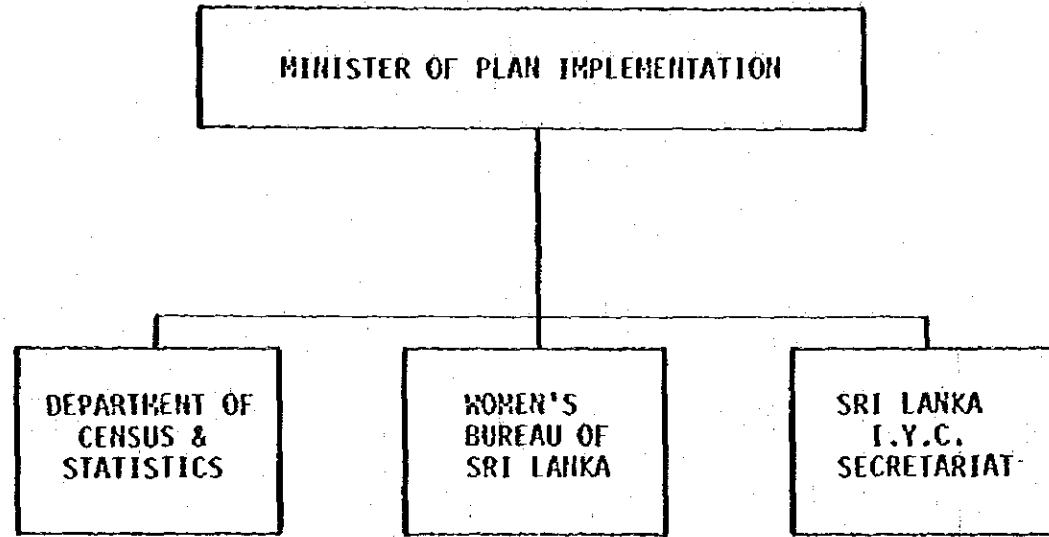 MINISTER OF PLAN IMPLEMENTATION
DEPARTMENT OF
CENSUS &
STATISTICS
WOMEN'S
BUREAU OF
SRI LANKA
SRI LANKA
I.Y.C.
SECRETARIAT